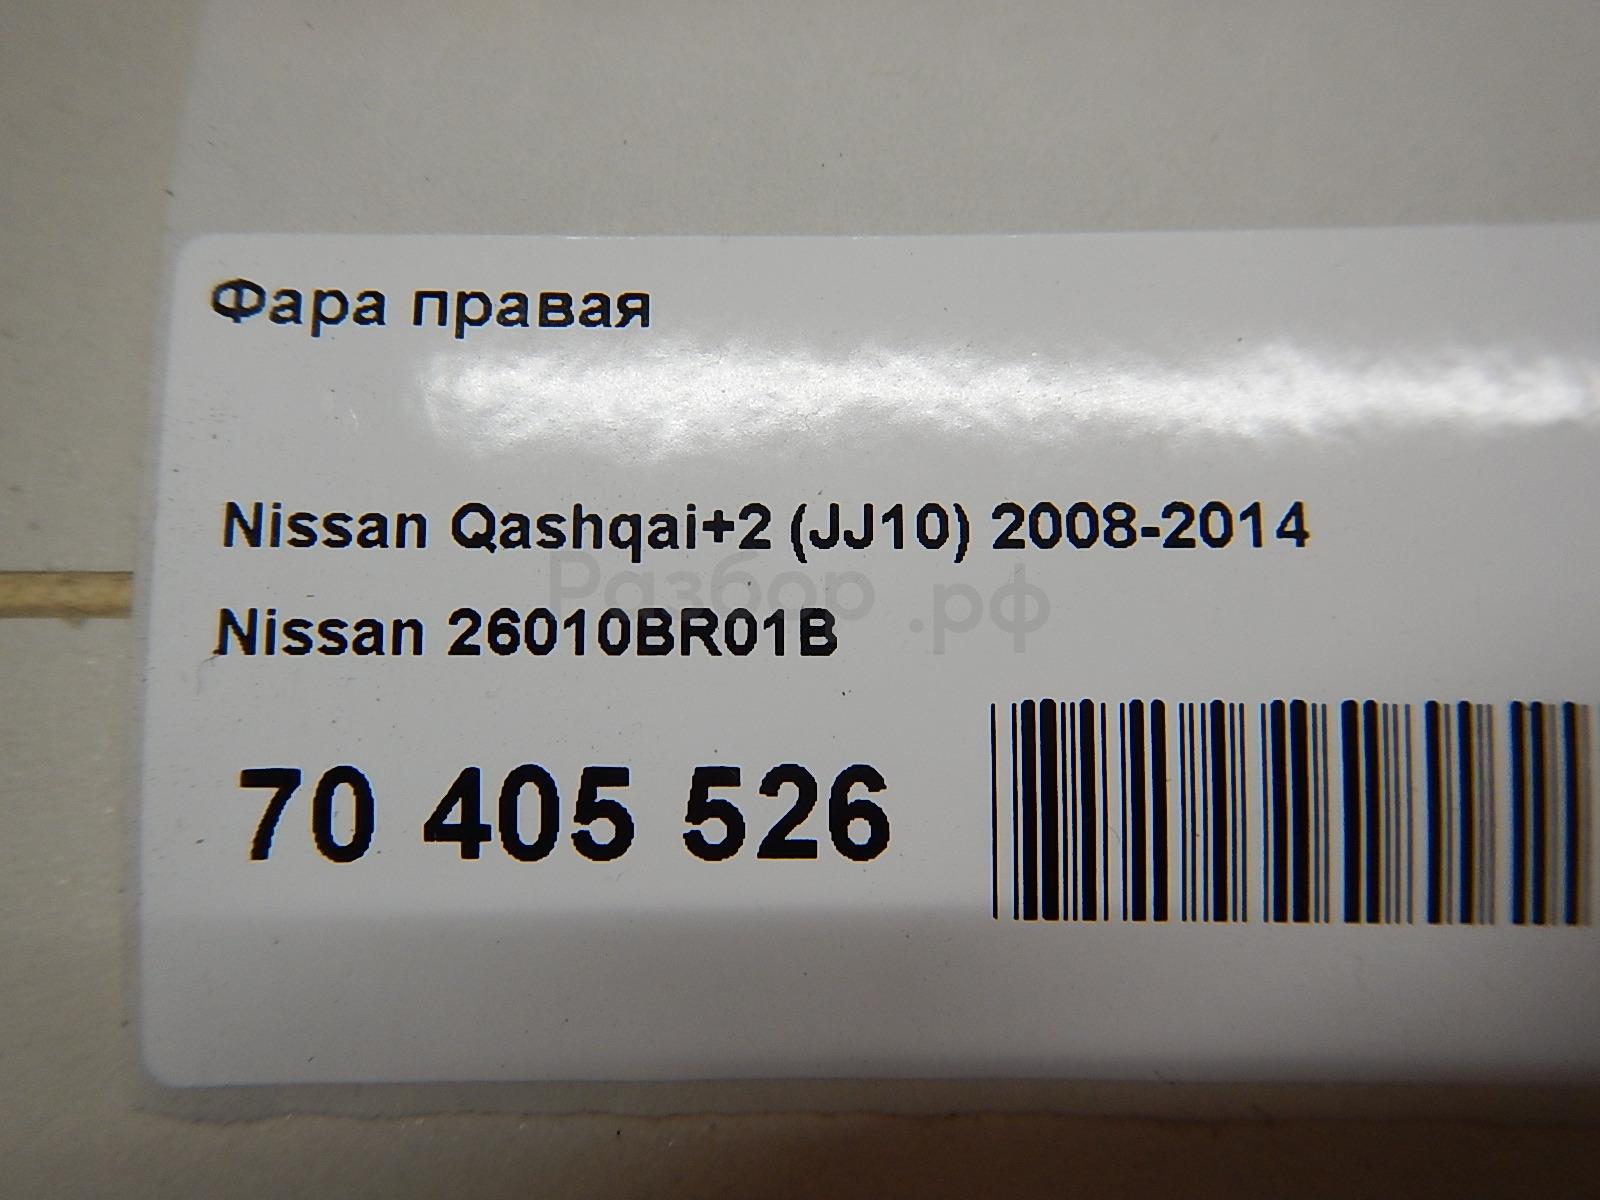 Фара правая
Nissan Qashqai+2 (JJ10) 2008-2014
Разбор.рф
Nissan 26010BR01B
70 405 526